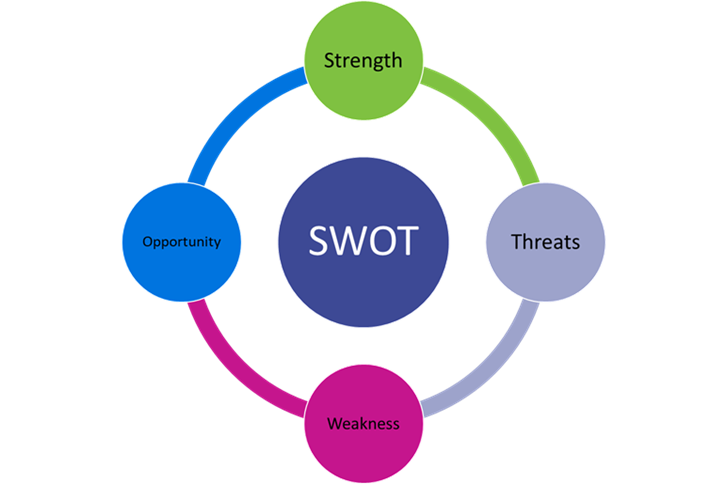 Strength
Opportunity
SWOT
Threats
Weakness